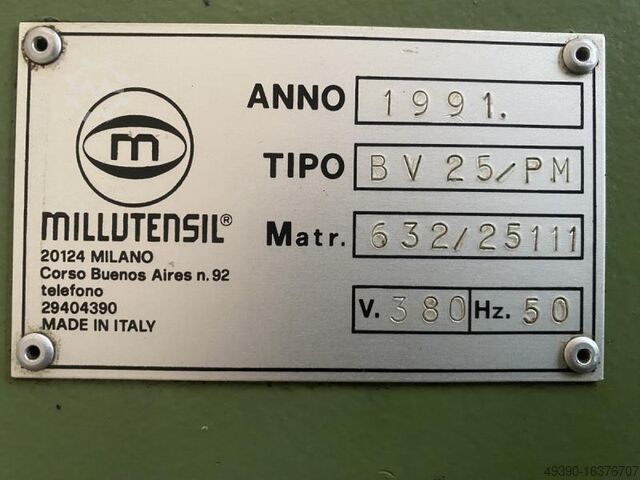 m
MILLUTENSIL®
20124 MILANO
Corso Buenos Aires n. 92
telefono
29404390
MADE IN ITALY
ANNO 1991.
TIPO BV 25/PM
Matr. 632/25111
V. 380 Hz. 50
49390-16376707